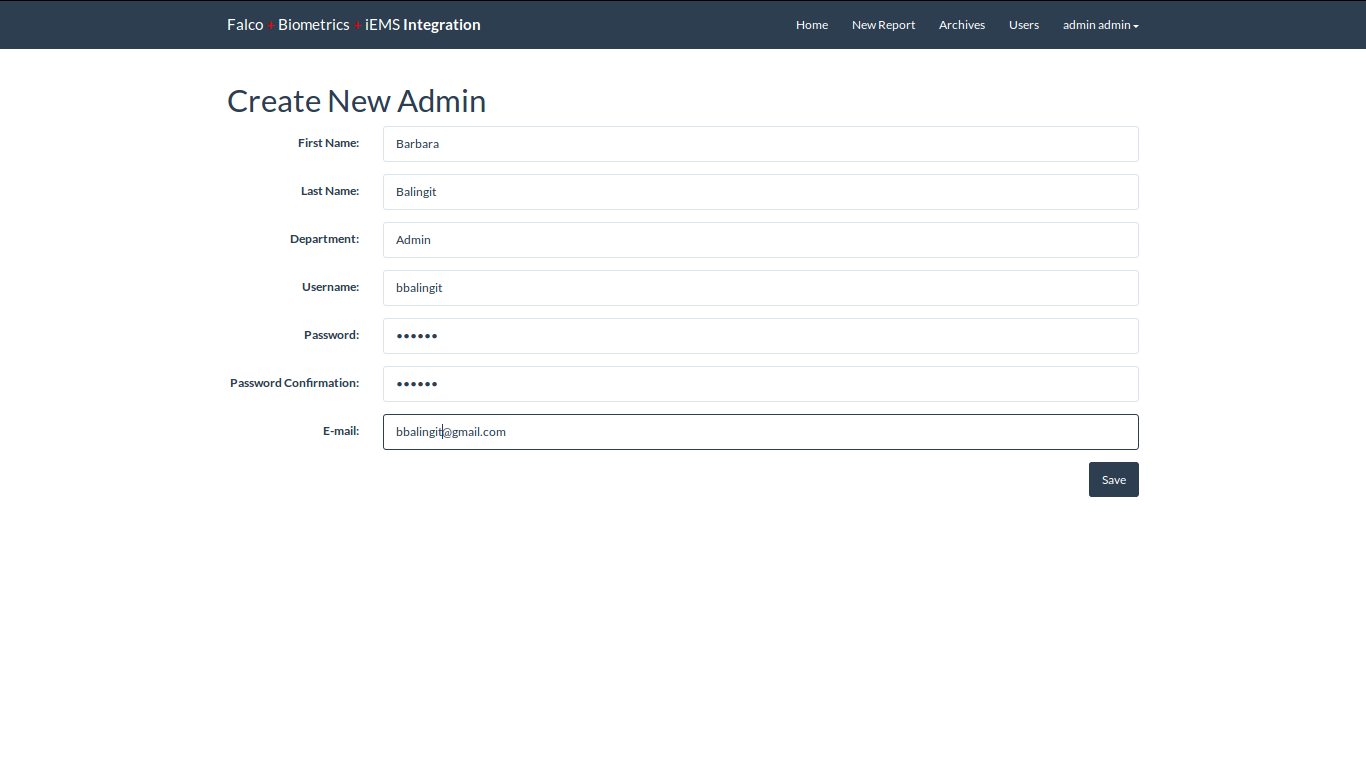 Falco + Biometrics + iEMS Integration
Home New Report Archives Users admin admin
Create New Admin
First Name: Barbara
Last Name: Balingit
Department: Admin
Username: bbalingit
Password: ••••••
Password Confirmation: ••••••
E-mail: bbalingit@gmail.com
Save